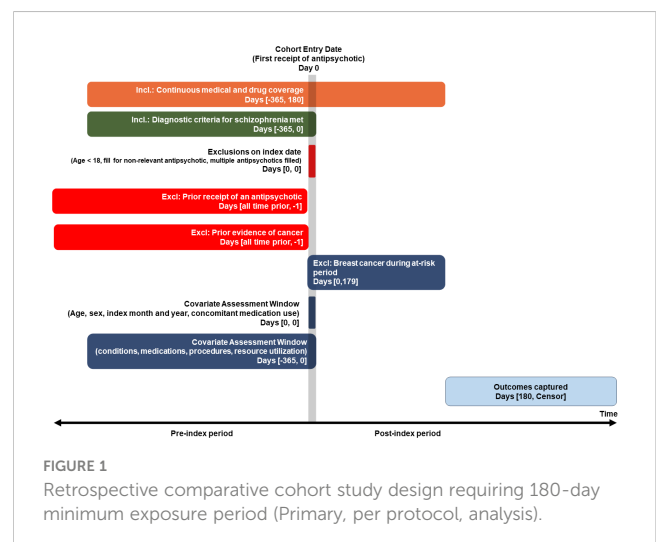 Cohort Entry Date
(First receipt of antipsychotic)
Day 0
Incl.: Continuous medical and drug coverage
Days [-365, 180]
Incl.: Diagnostic criteria for schizophrenia met
Days [-365, 0]
Exclusions on index date
(Age < 18, fill for non-relevant antipsychotic, multiple antipsychotics filled)
Days [0, 0]
Excl: Prior receipt of an antipsychotic
Days [all time prior, -1]
Excl: Prior evidence of cancer
Days [all time prior, -1]
Excl: Breast cancer during at-risk
period
Days [0,179]
Covariate Assessment Window
(Age, sex, index month and year, concomitant medication use)
Days [0, 0]
Covariate Assessment Window
(conditions, medications, procedures, resource utilization)
Days [-365, 0]
Outcomes captured
Days [180, Censor]
Time
Pre-index period
Post-index period
FIGURE 1
Retrospective comparative cohort study design requiring 180-day
minimum exposure period (Primary, per protocol, analysis).